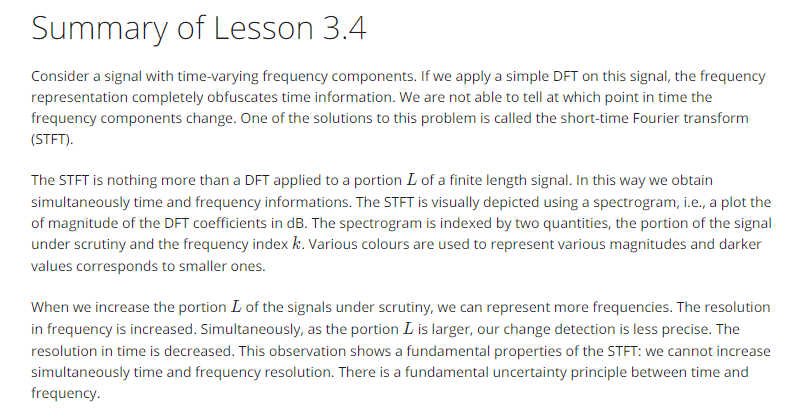 Summary of Lesson 3.4
Consider a signal with time-varying frequency components. If we apply a simple DFT on this signal, the frequency
representation completely obfuscates time information. We are not able to tell at which point in time the
frequency components change. One of the solutions to this problem is called the short-time Fourier transform
(STFT).
The STFT is nothing more than a DFT applied to a portion L of a finite length signal. In this way we obtain
simultaneously time and frequency informations. The STFT is visually depicted using a spectrogram, i.e., a plot the
of magnitude of the DFT coefficients in dB. The spectrogram is indexed by two quantities, the portion of the signal
under scrutiny and the frequency index k. Various colours are used to represent various magnitudes and darker
values corresponds to smaller ones.
When we increase the portion L of the signals under scrutiny, we can represent more frequencies. The resolution
in frequency is increased. Simultaneously, as the portion L is larger, our change detection is less precise. The
resolution in time is decreased. This observation shows a fundamental properties of the STFT: we cannot increase
simultaneously time and frequency resolution. There is a fundamental uncertainty principle between time and
frequency.